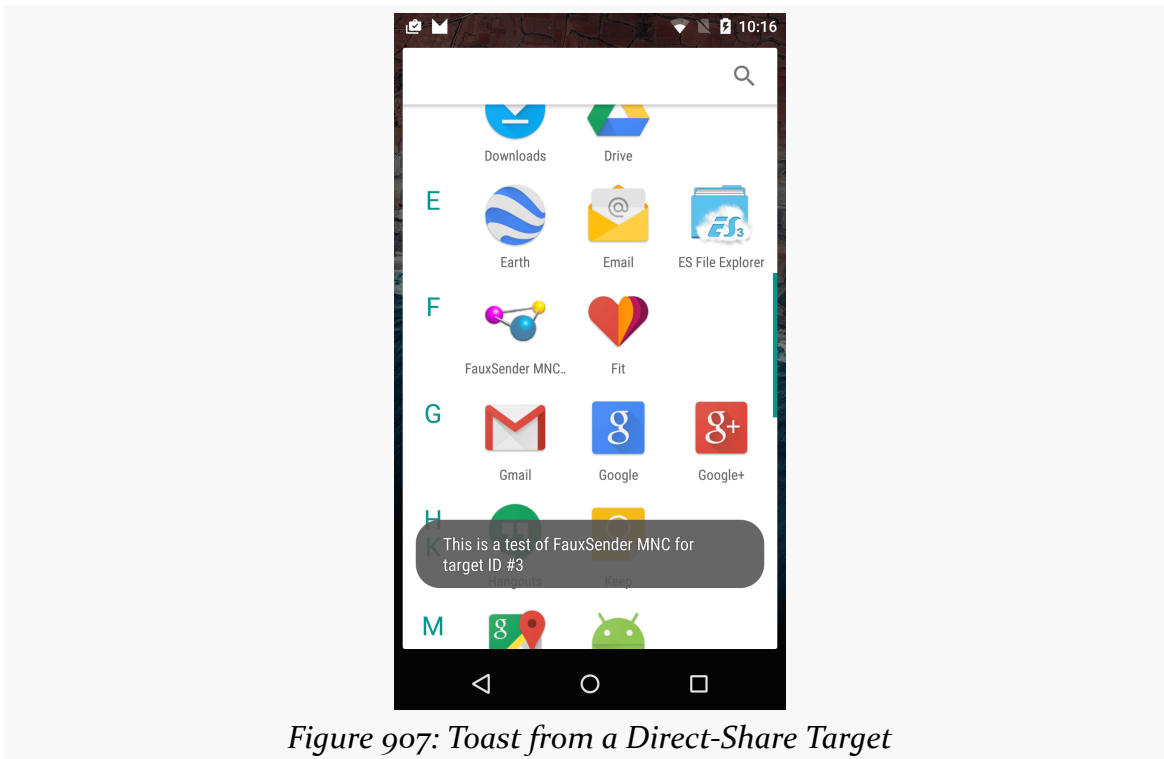 10:16
Downloads Drive
E
@
ES3
Earth Email ES File Explorer
F
FauxSender MNC.. Fit
G
g g+
Gmail Google Google+
H
K
This is a test of FauxSender MNC for
target ID #3
Hangouts Keep
M
g
Figure 907: Toast from a Direct-Share Target